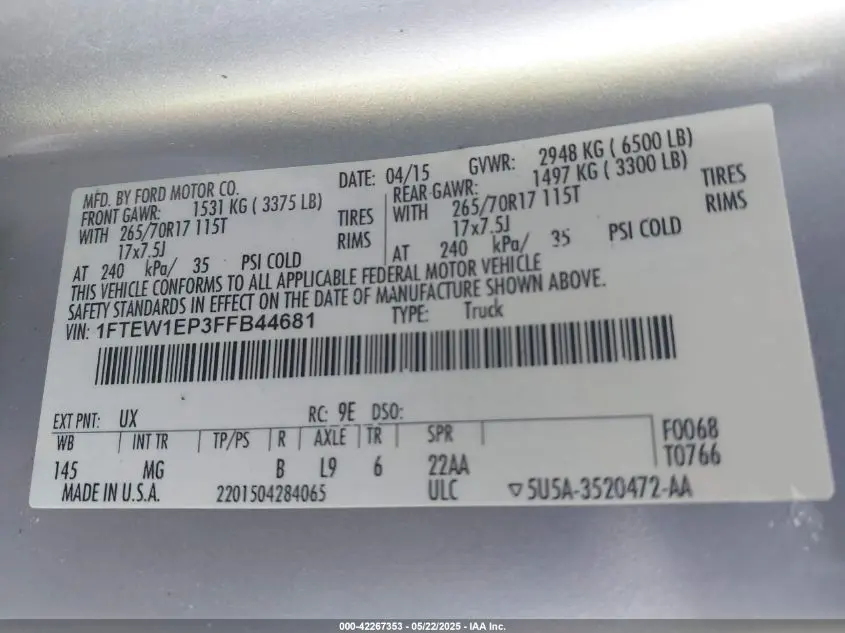 MFD. BY FORD MOTOR CO.
DATE: 04/15 GVWR: 2948 KG ( 6500 LB)
FRONT GAWR: 1531 KG ( 3375 LB)
REAR GAWR: 1497 KG ( 3300 LB)
WITH 265/70R17 115T TIRES
WITH 265/70R17 115T TIRES
17x7.5J RIMS
17x7.5J RIMS
AT 240 kPa/ 35 PSI COLD
AT 240 kPa/ 35 PSI COLD
THIS VEHICLE CONFORMS TO ALL APPLICABLE FEDERAL MOTOR VEHICLE
SAFETY STANDARDS IN EFFECT ON THE DATE OF MANUFACTURE SHOWN ABOVE.
VIN: 1FTEW1EP3FFB44681 TYPE: Truck
EXT PNT: UX RC: 9E DSO:
WB INT TR TP/PS R AXLE TR SPR
F0068
T0766
145 MG B L9 6 22AA
MADE IN U.S.A. 2201504284065 ULC ▽5U5A-3520472-AA
000-42267353 - 05/22/2025 - IAA Inc.